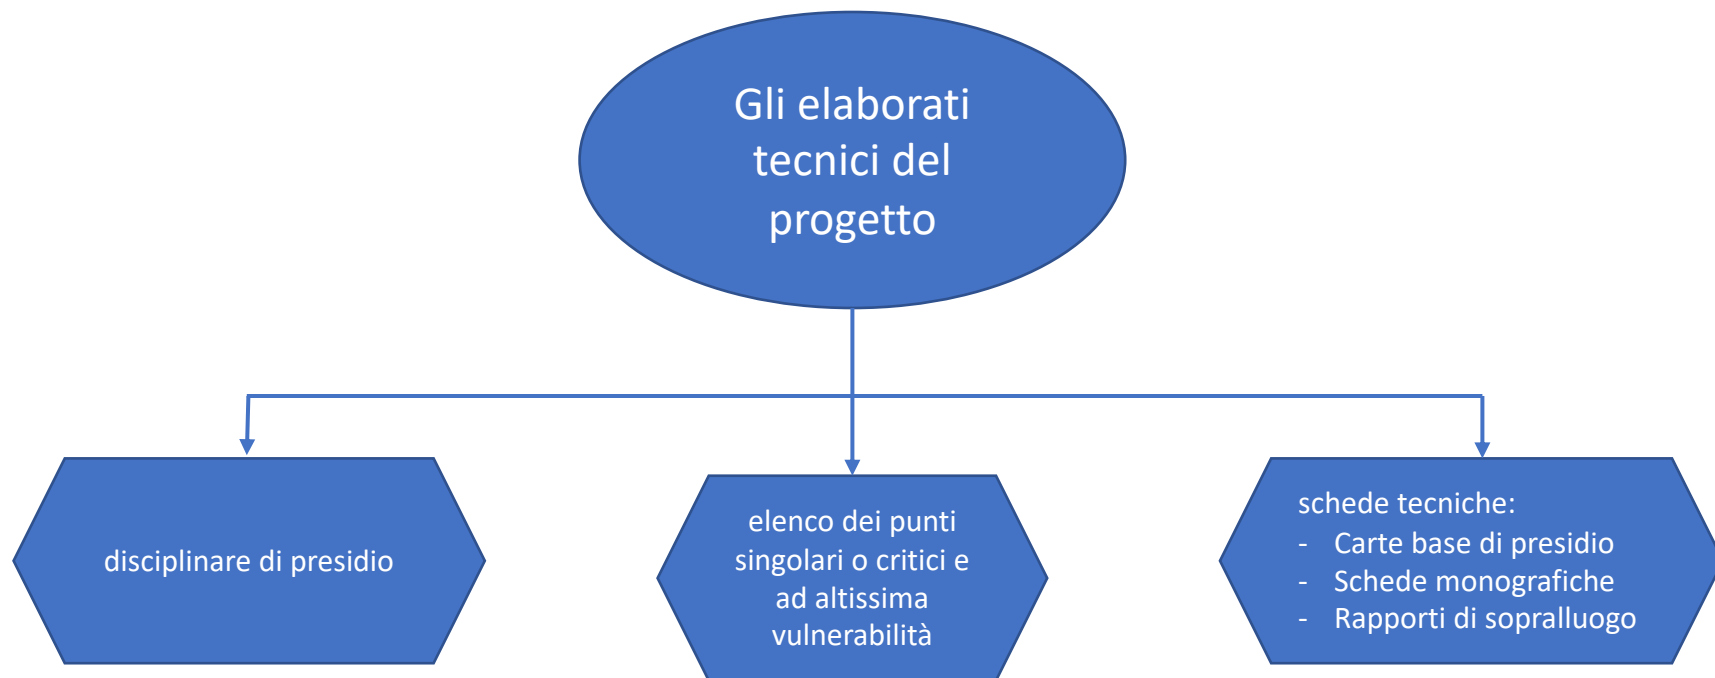 Gli elaborati
tecnici del
progetto
disciplinare di presidio
elenco dei punti
singolari o critici e
ad altissima
vulnerabilità
schede tecniche:
- Carte base di presidio
- Schede monografiche
- Rapporti di sopralluogo